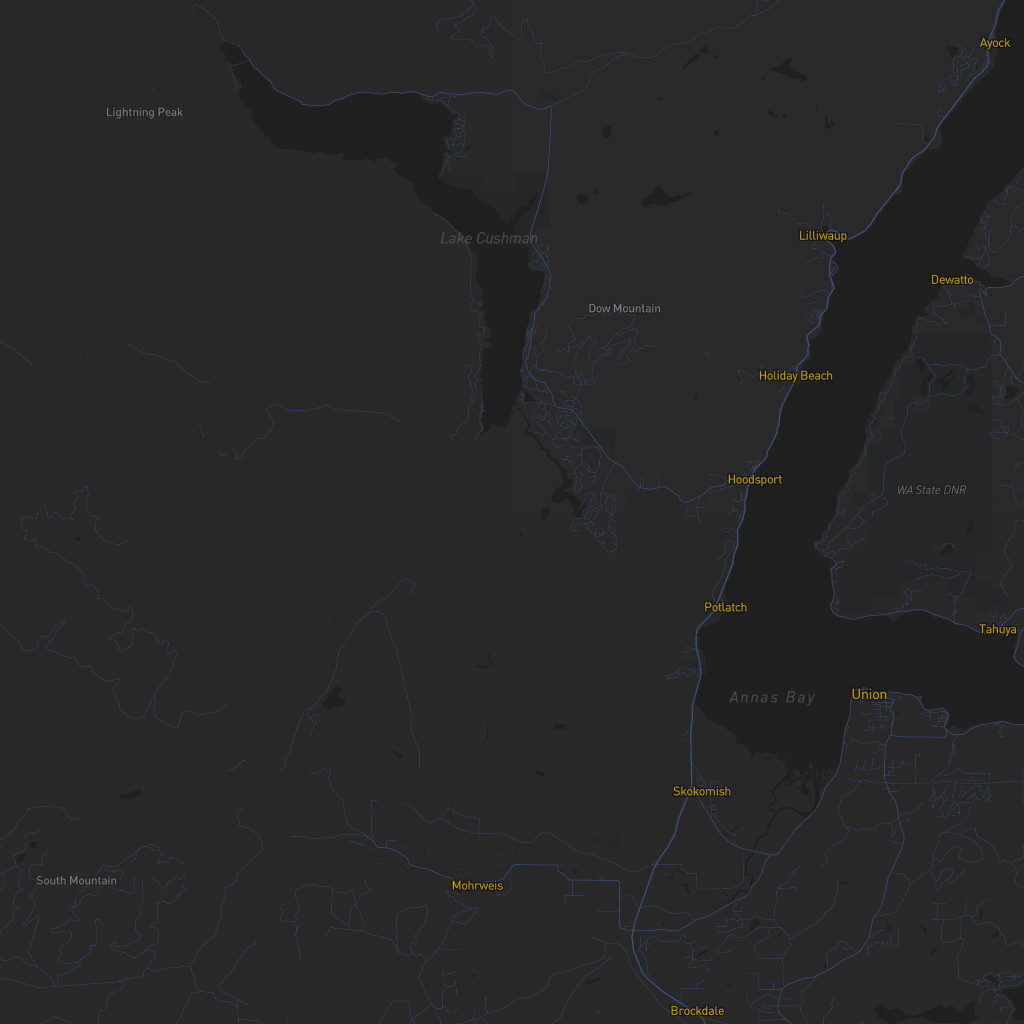 Ayock
Lightning Peak
Lilliwaup
Lake Cushman
Dewatto
Dow Mountain
Holiday Beach
Hoodsport
WA State DNR
Potlatch
Tahuya
Annas Bay
Union
Skokomish
South Mountain
Mohrweis
Brockdale